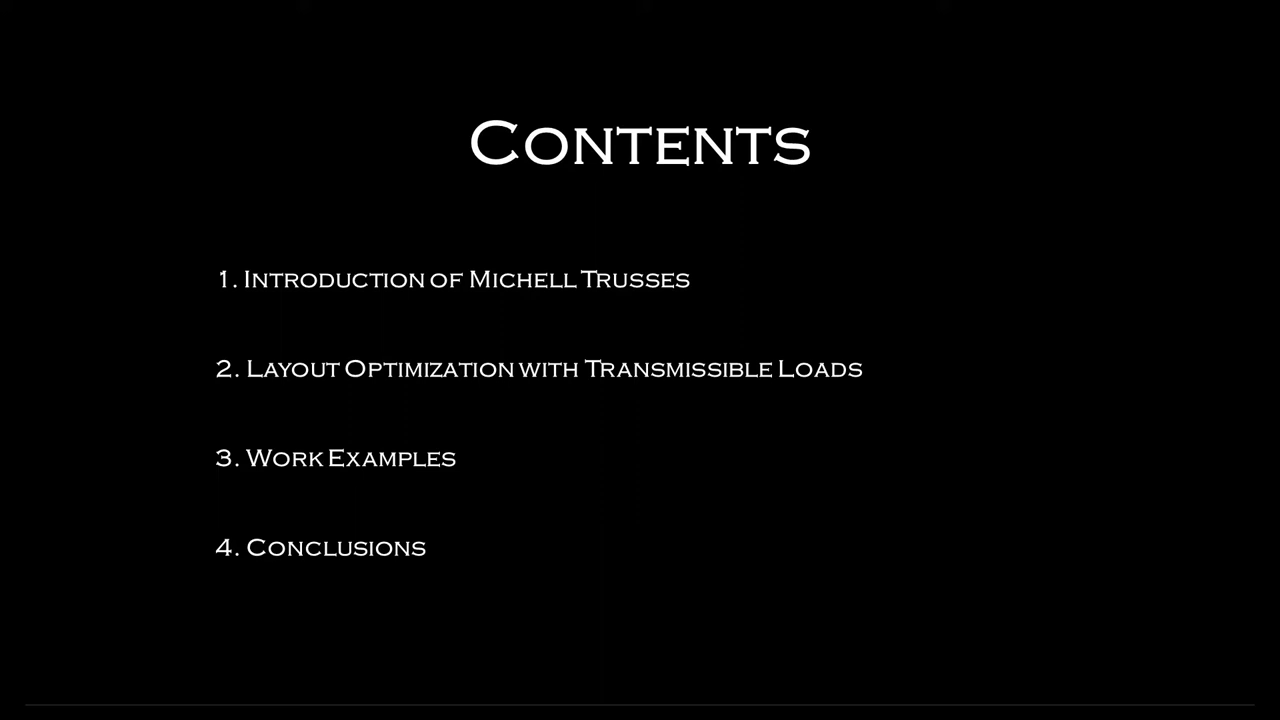 Contents
1. Introduction of Michell Trusses
2. Layout Optimization with Transmissible Loads
3. Work Examples
4. Conclusions